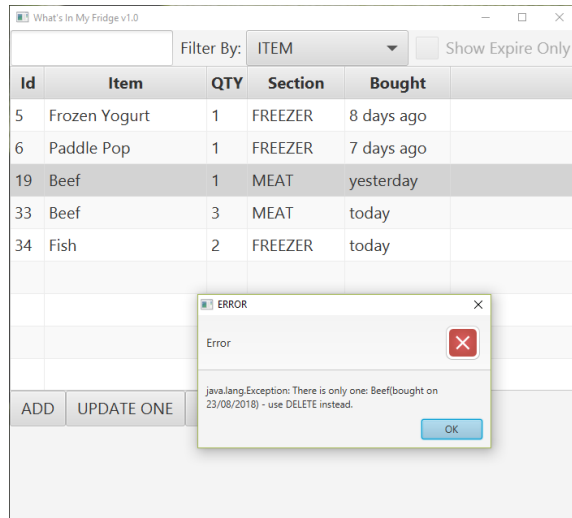 What's In My Fridge v1.0
Filter By: ITEM Show Expire Only
Id Item QTY Section Bought
5 Frozen Yogurt 1 FREEZER 8 days ago
6 Paddle Pop 1 FREEZER 7 days ago
19 Beef 1 MEAT yesterday
33 Beef 3 MEAT today
34 Fish 2 FREEZER today
ERROR
Error
java.lang.Exception: There is only one: Beef(bought on
23/08/2018) - use DELETE instead.
OK
ADD UPDATE ONE